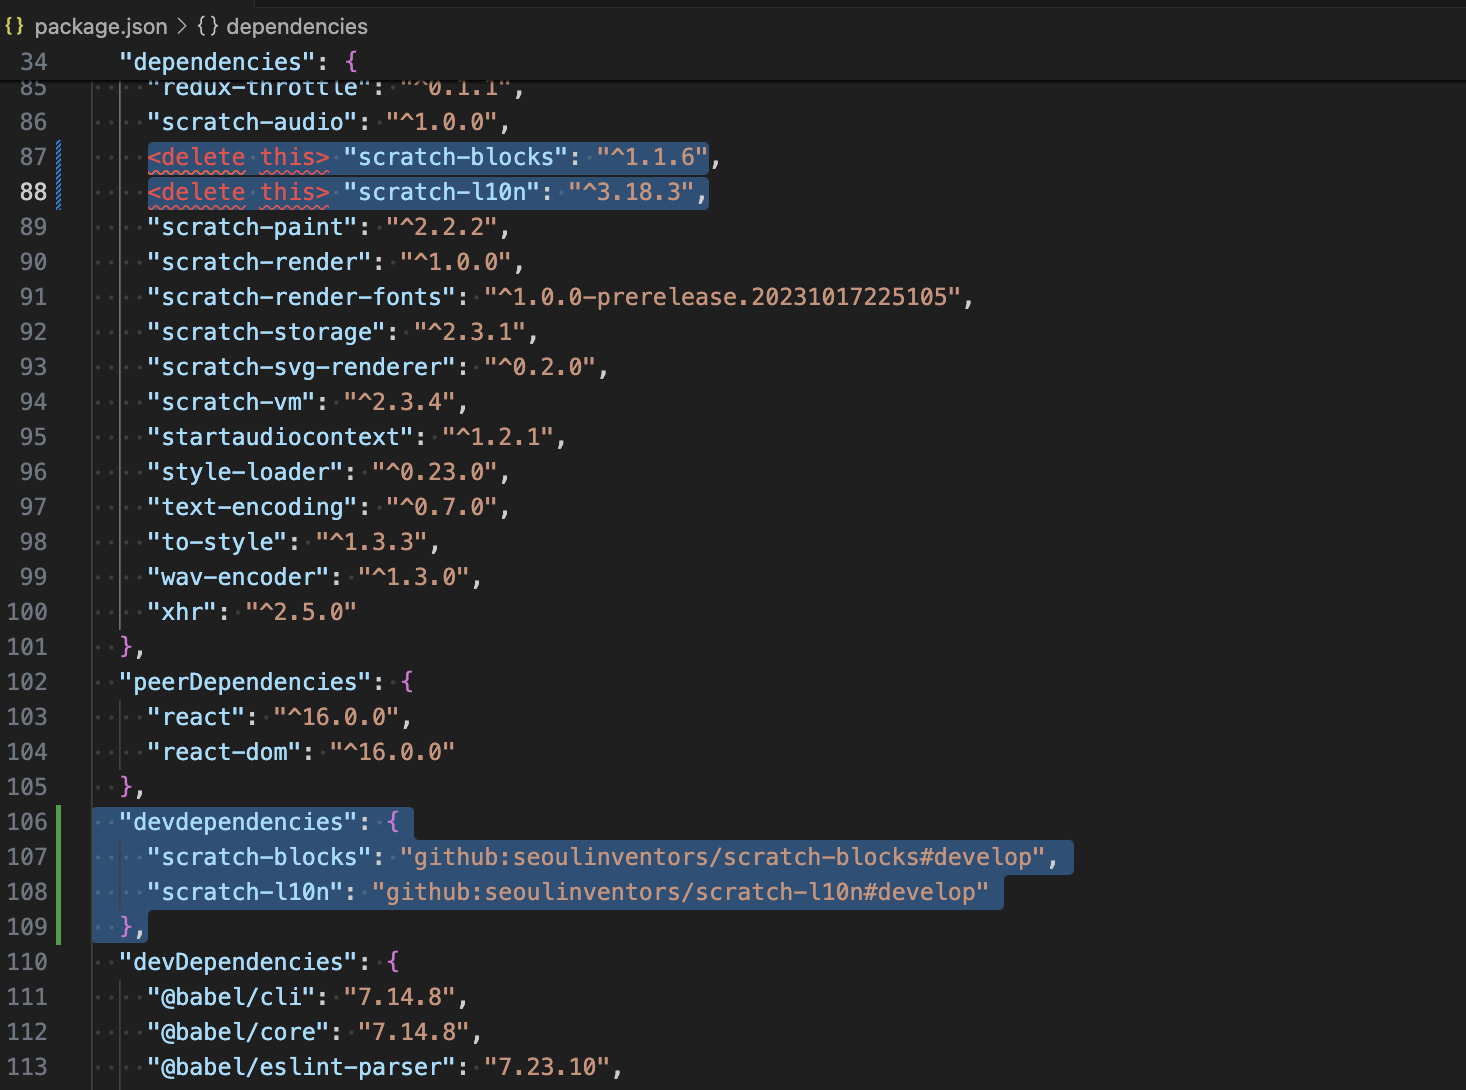 {} package.json > {} dependencies
34 "dependencies": {
85 "redux-throttle": "^0.1.1",
86 "scratch-audio": "^1.0.0",
87 <delete this> "scratch-blocks": "^1.1.6",
88 <delete this> "scratch-l10n": "^3.18.3",
89 "scratch-paint": "^2.2.2",
90 "scratch-render": "^1.0.0",
91 "scratch-render-fonts": "^1.0.0-prerelease.20231017225105",
92 "scratch-storage": "^2.3.1",
93 "scratch-svg-renderer": "^0.2.0",
94 "scratch-vm": "^2.3.4",
95 "startaudiocontext": "^1.2.1",
96 "style-loader": "^0.23.0",
97 "text-encoding": "^0.7.0",
98 "to-style": "^1.3.3",
99 "wav-encoder": "^1.3.0",
100 "xhr": "^2.5.0"
101 },
102 "peerDependencies": {
103 "react": "^16.0.0",
104 "react-dom": "^16.0.0"
105 },
106 "devdependencies": {
107 "scratch-blocks": "github:seoulinventors/scratch-blocks#develop",
108 "scratch-l10n": "github:seoulinventors/scratch-l10n#develop"
109 },
110 "devDependencies": {
111 "@babel/cli": "7.14.8",
112 "@babel/core": "7.14.8",
113 "@babel/eslint-parser": "7.23.10",